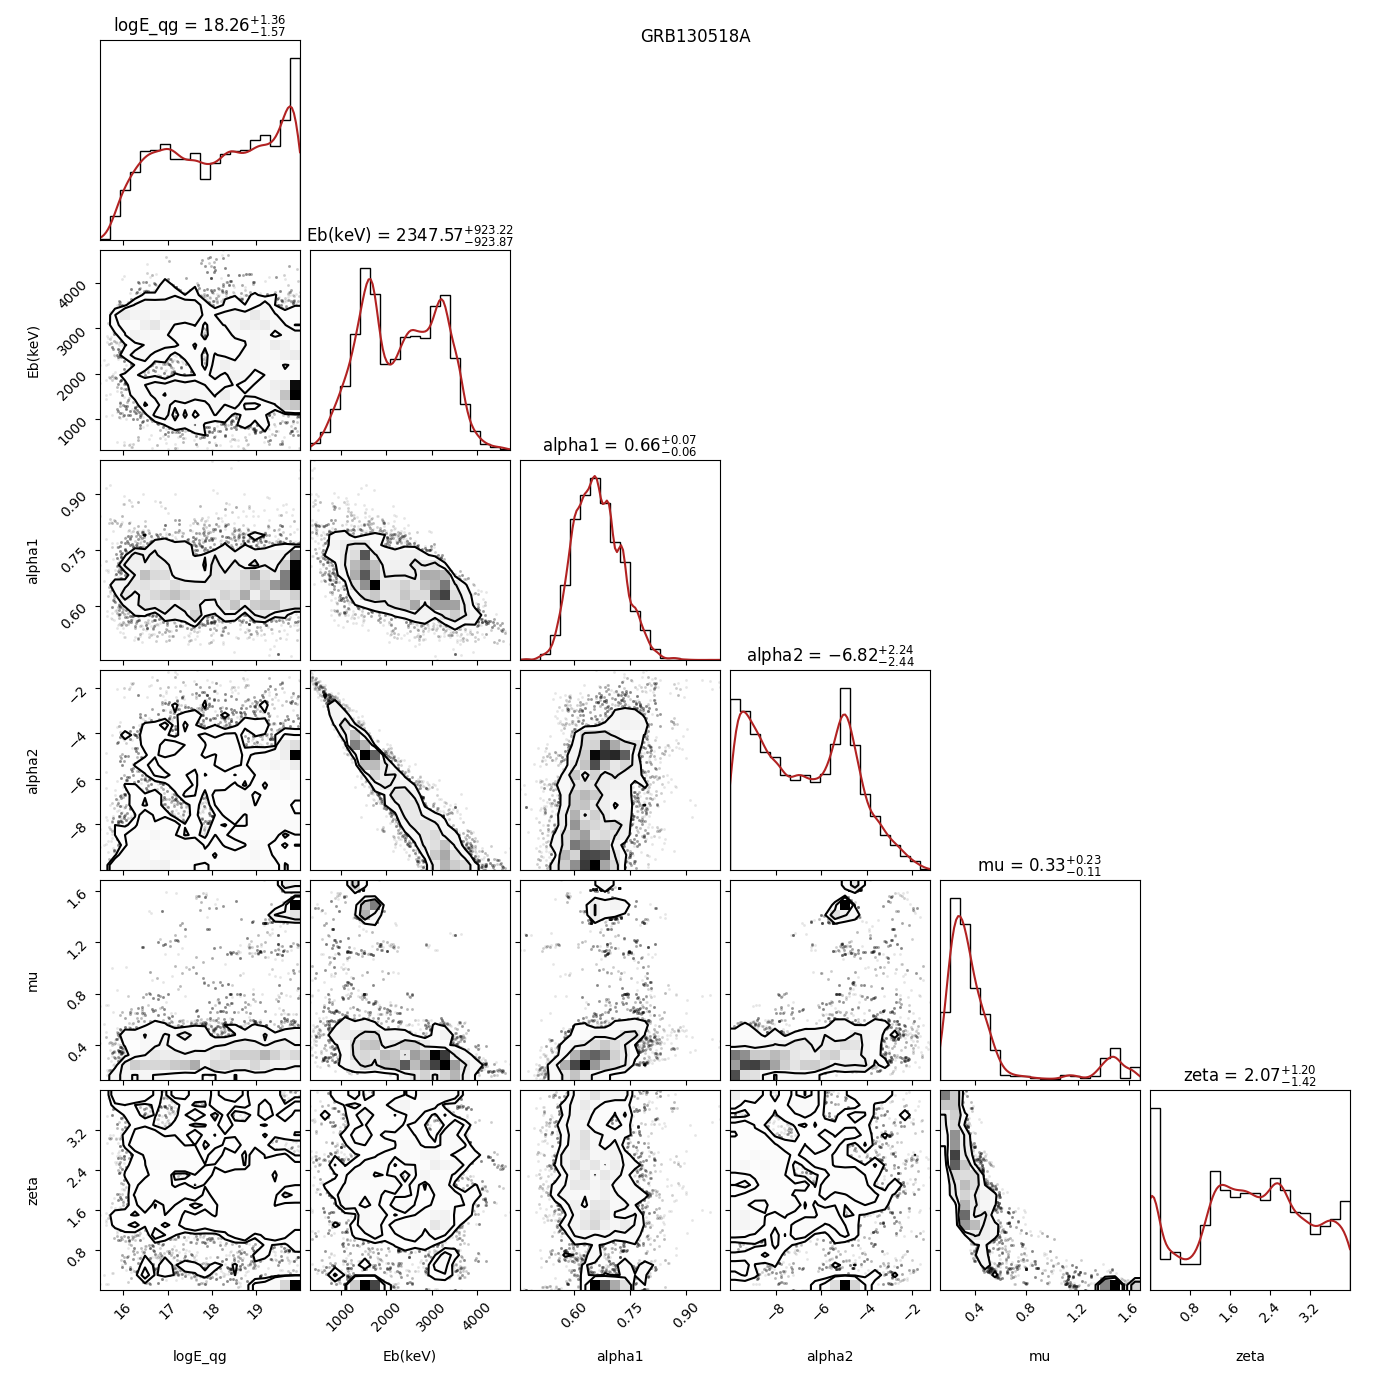 GRB130518A
logE_qg = 18.26+1.36 −1.57
Eb(keV) = 2347.57+923.22 −923.87
4000
3000
2000
1000
Eb(keV)
alpha1 = 0.66+0.07 −0.06
0.90
0.75
0.60
alpha1
alpha2 = −6.82+2.24 −2.44
−2
−4
−6
−8
alpha2
mu = 0.33+0.23 −0.11
1.6
1.2
0.8
0.4
mu
zeta = 2.07+1.20 −1.42
3.2
2.4
1.6
0.8
zeta
16 17 18 19 1000 2000 3000 4000 0.60 0.75 0.90 −8 −6 −4 −2 0.4 0.8 1.2 1.6 0.8 1.6 2.4 3.2
logE_qg Eb(keV) alpha1 alpha2 mu zeta